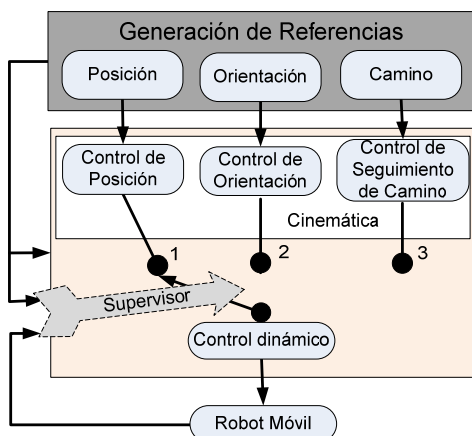 Generación de Referencias
Posición
Orientación
Camino
Control de
Posición
Control de
Orientación
Control de
Seguimiento
de Camino
Cinemática
1
2
3
Supervisor
Control dinámico
Robot Móvil